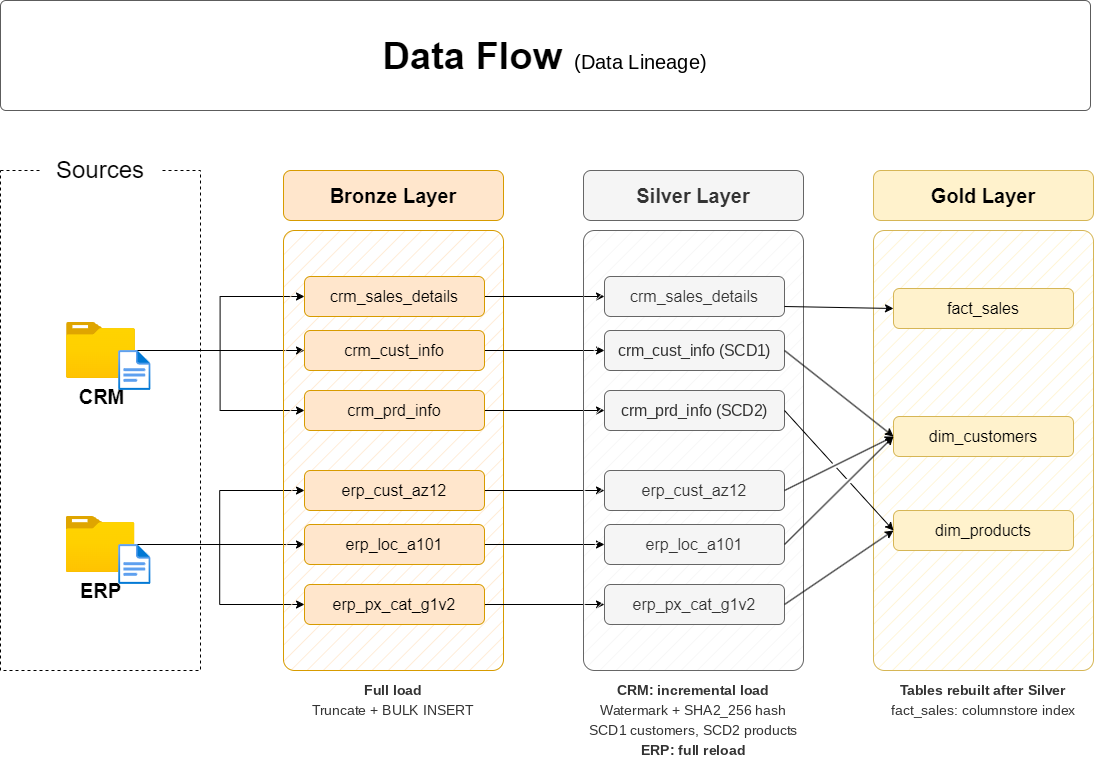 Data Flow (Data Lineage)
Sources
CRM
ERP
Bronze Layer
crm_sales_details
crm_cust_info
crm_prd_info
erp_cust_az12
erp_loc_a101
erp_px_cat_g1v2
Full load
Truncate + BULK INSERT
Silver Layer
crm_sales_details
crm_cust_info (SCD1)
crm_prd_info (SCD2)
erp_cust_az12
erp_loc_a101
erp_px_cat_g1v2
CRM: incremental load
Watermark + SHA2_256 hash
SCD1 customers, SCD2 products
ERP: full reload
Gold Layer
fact_sales
dim_customers
dim_products
Tables rebuilt after Silver
fact_sales: columnstore index